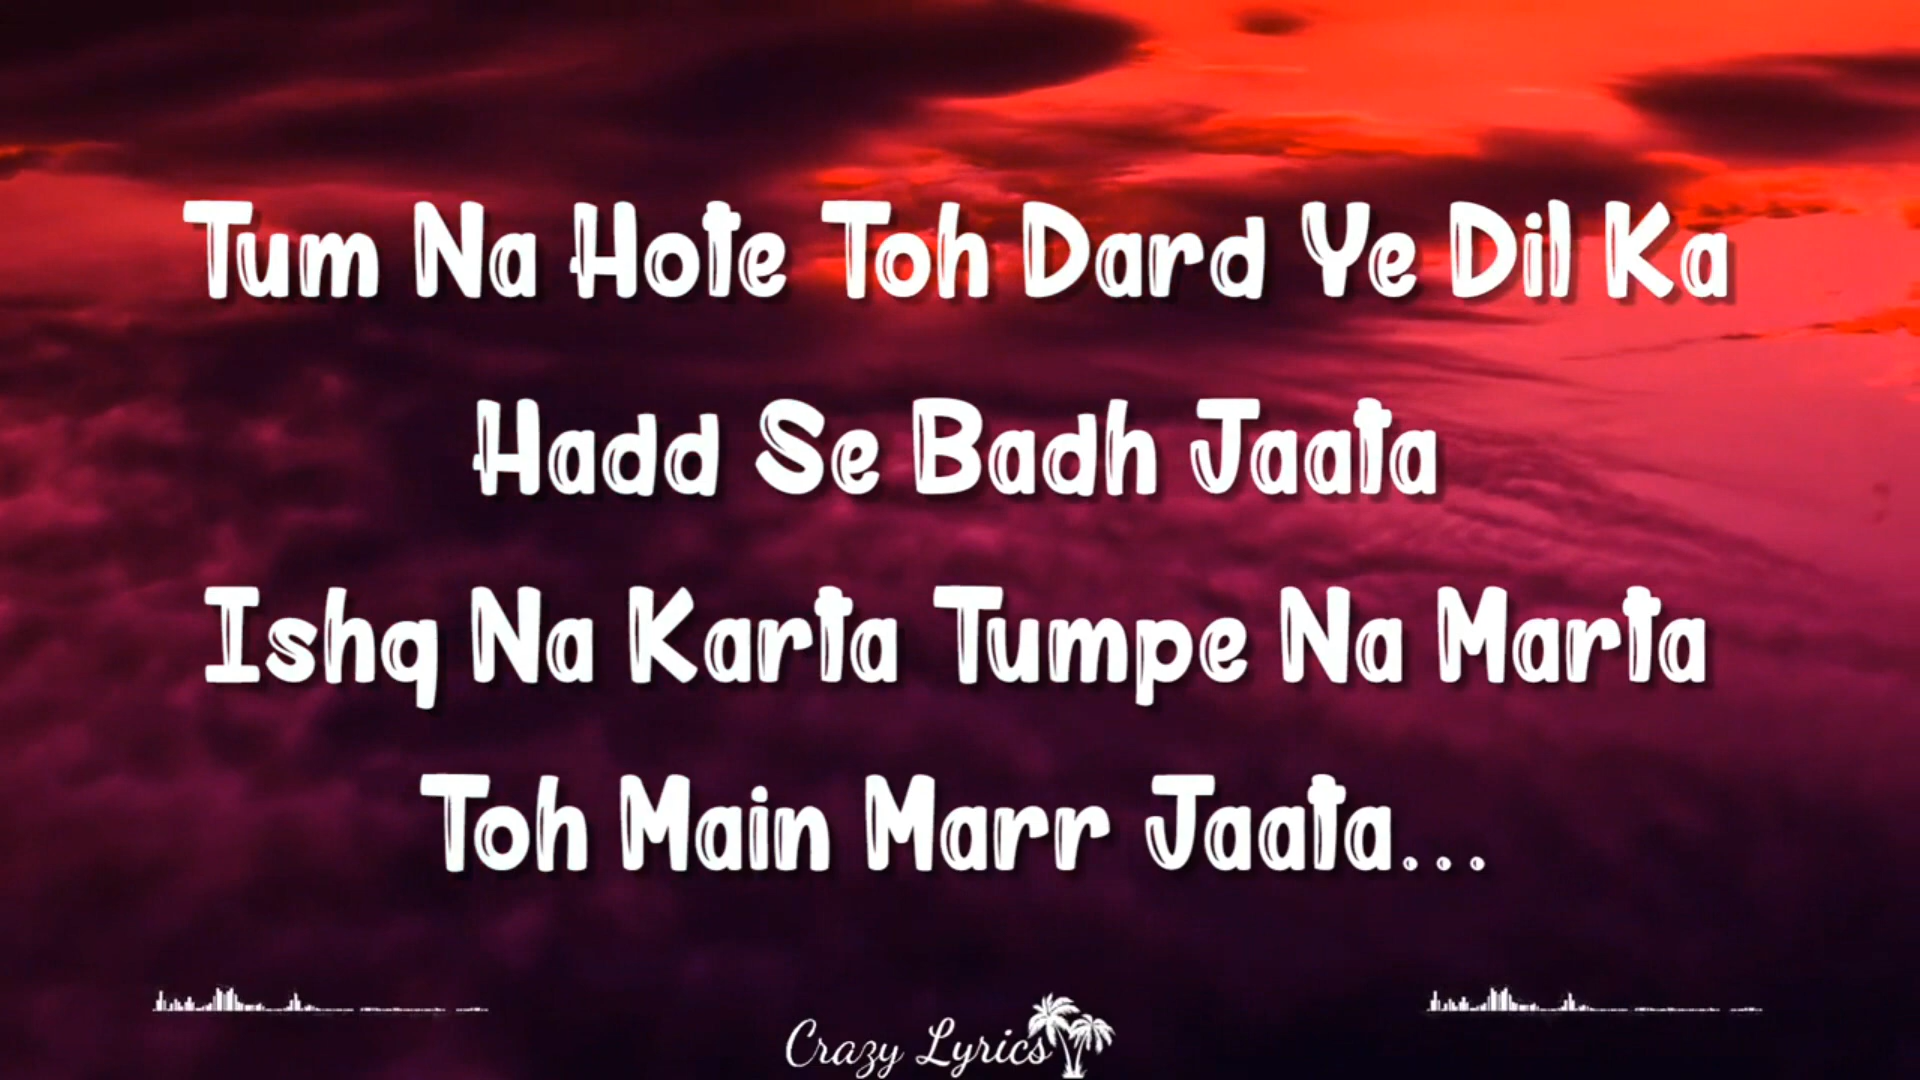 Tum Na Hote Toh Dard Ye Dil Ka
Hadd Se Badh Jaata
Ishq Na Karta Tumpe Na Marta
Toh Main Marr Jaata...
Crazy Lyrics